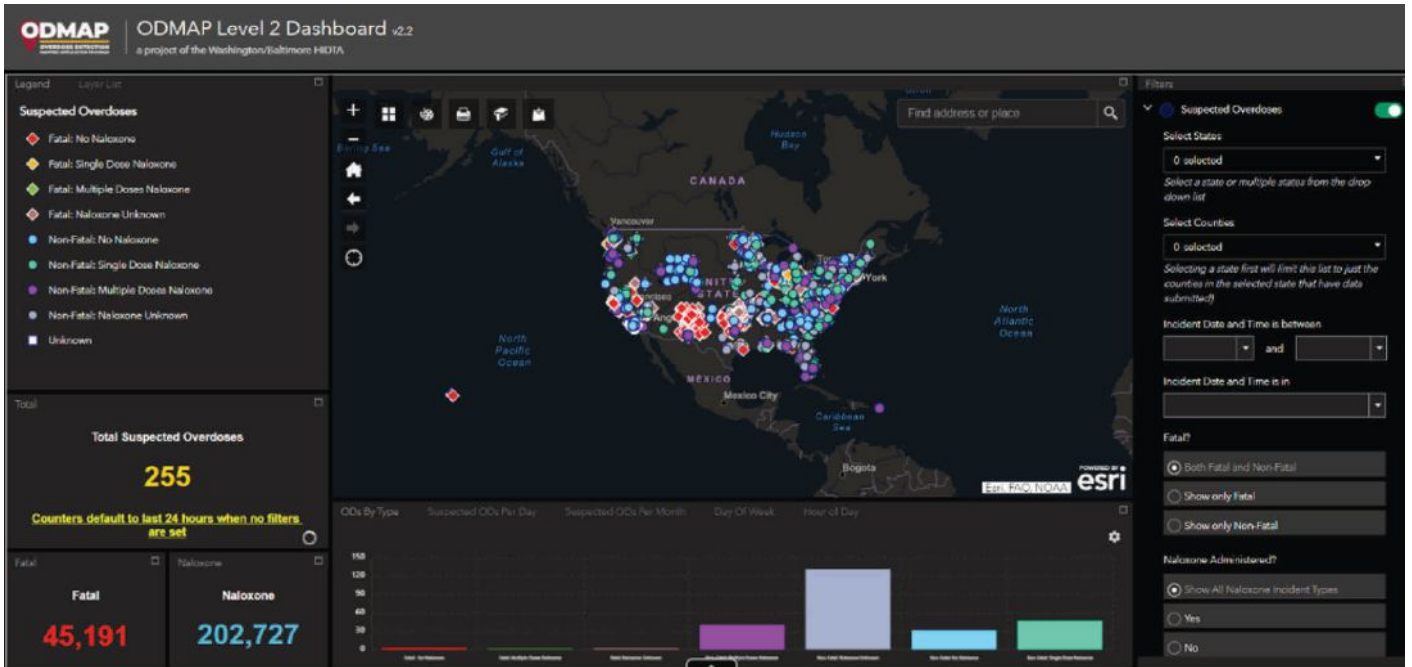 ODMAP
OVERDOSE DETECTION
ODMAP Level 2 Dashboard v2.2
a project of the Washington/Baltimore HIDTA
Legend Layer List
Suspected Overdoses
Fatal: No Naloxone
Fatal: Single Dose Naloxone
Fatal: Multiple Doses Naloxone
Fatal: Naloxone Unknown
Non-Fatal: No Naloxone
Non-Fatal: Single Dose Naloxone
Non-Fatal: Multiple Doses Naloxone
Non-Fatal: Naloxone Unknown
Unknown
Total
Total Suspected Overdoses
255
Counters default to last 24 hours when no filters
are set
Fatal
Fatal
45,191
Naloxone
Naloxone
202,727
Find address or place
Bering Sea
Gulf of
Alaska
Hudson
Bay
CANADA
Vancouver
York
North
Pacific
Ocean
North
Atlantic
Ocean
MÉXICO
Mexico City
Caribbean
Sea
Bogota
Esri, FAO, NOAA
POWERED BY
esri
ODs By Type Suspected ODs Per Day Suspected ODs Per Month Day Of Week Hour of Day
150
120
90
60
30
0
Filters
Suspected Overdoses
Select States
0 selected
Select a state or multiple states from the drop
down list
Select Counties
0 selected
Selecting a state first will limit this list to just the
counties in the selected state that have data
submitted)
Incident Date and Time is between
and
Incident Date and Time is in
Fatal?
Both Fatal and Non-Fatal
Show only Fatal
Show only Non-Fatal
Naloxone Administered?
Show All Naloxone Incident Types
Yes
No